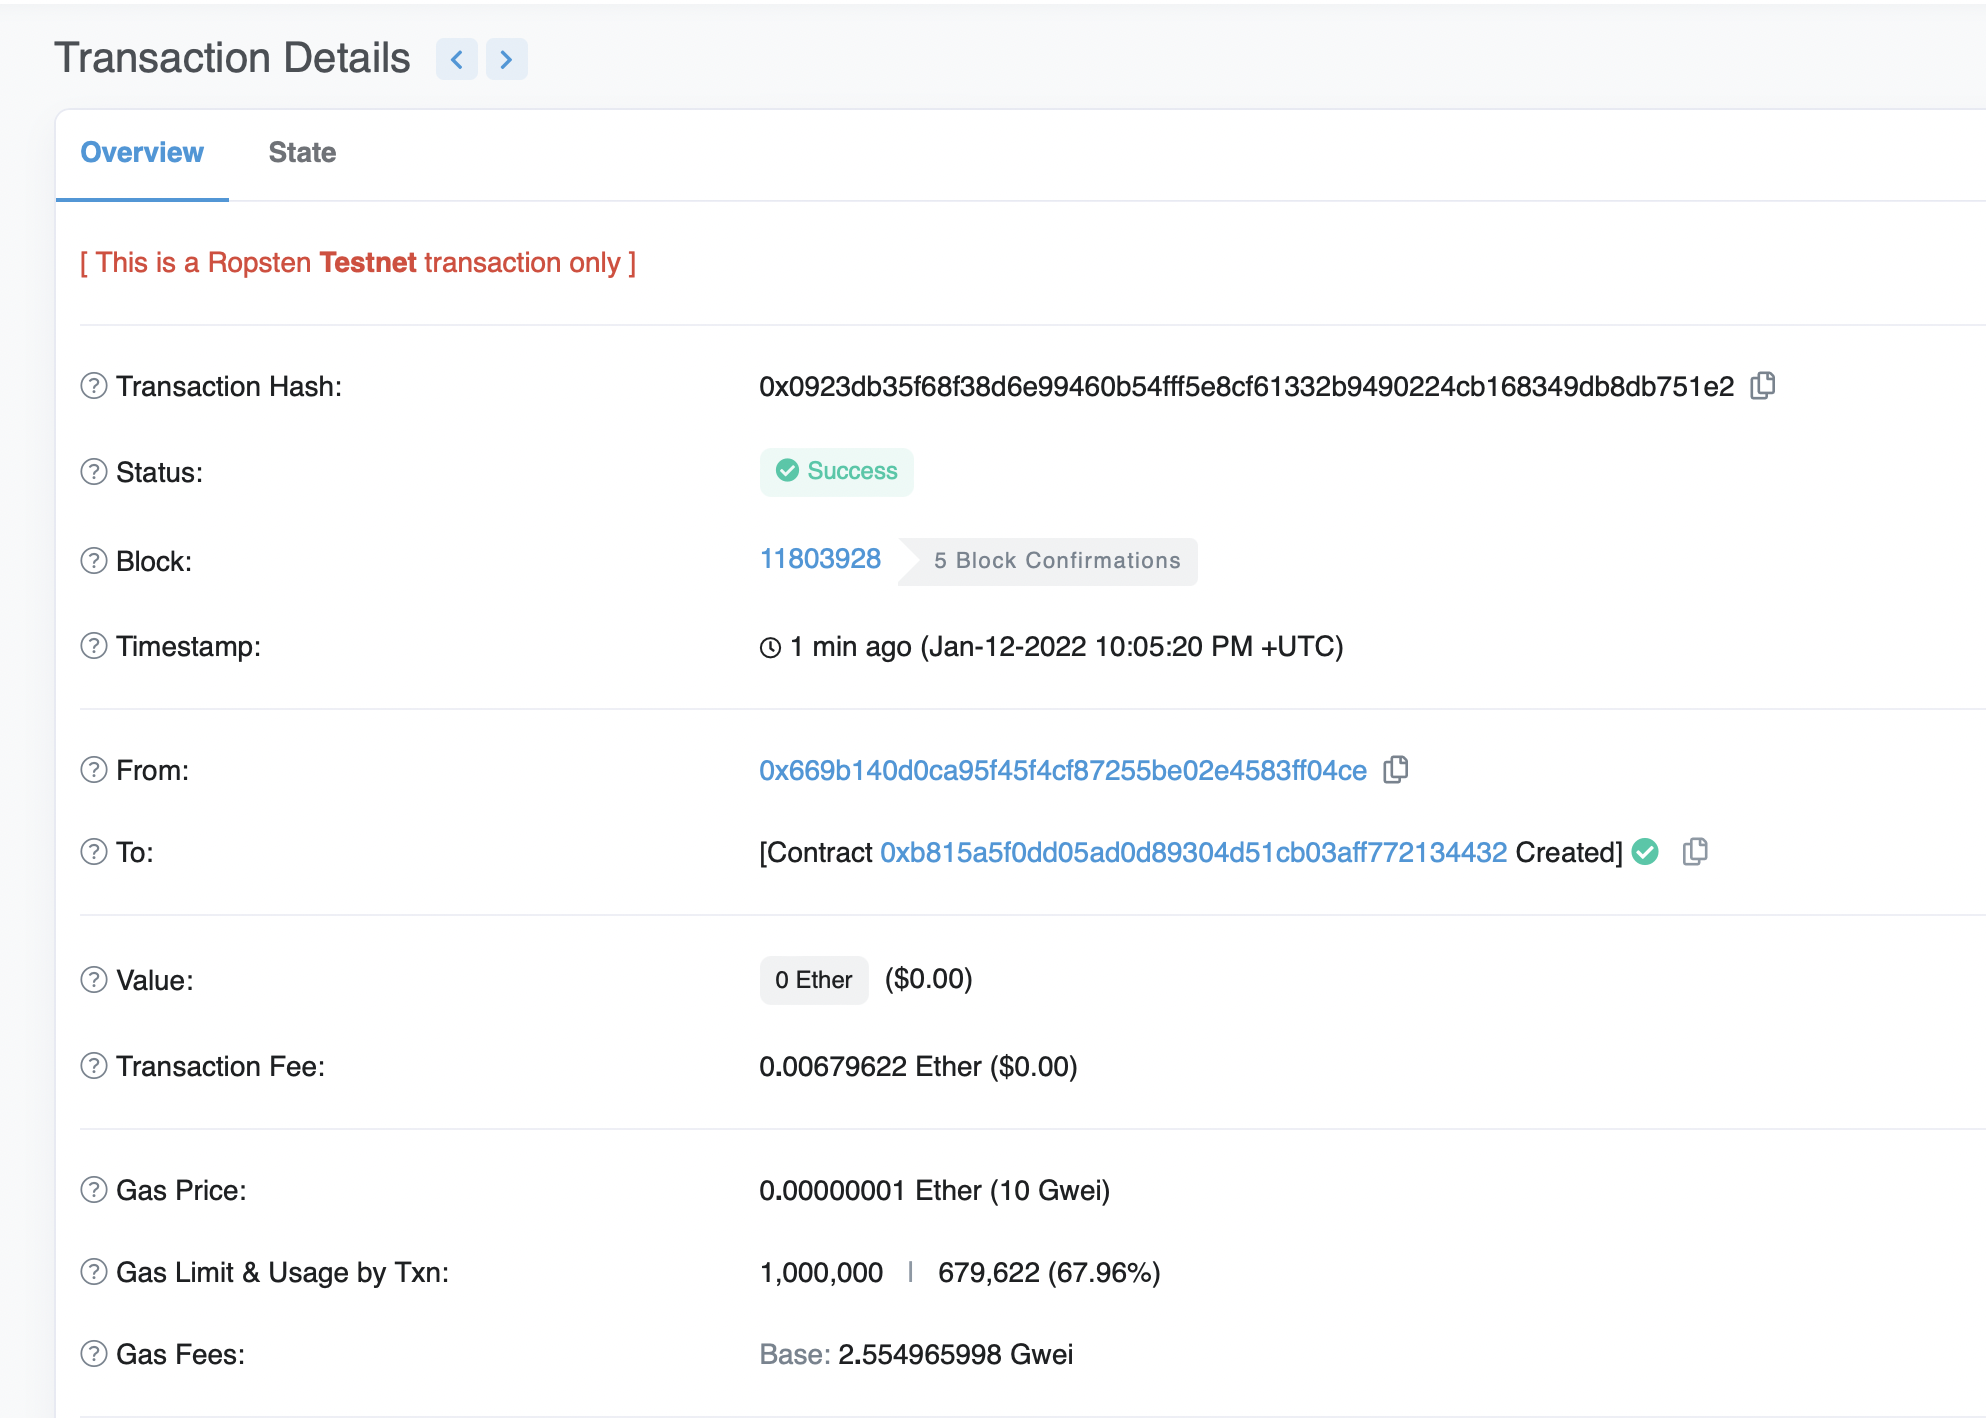 Transaction Details
Overview State
[ This is a Ropsten Testnet transaction only ]
Transaction Hash: 0x0923db35f68f38d6e99460b54fff5e8cf61332b9490224cb168349db8db751e2
Status: Success
Block: 11803928 5 Block Confirmations
Timestamp: 1 min ago (Jan-12-2022 10:05:20 PM +UTC)
From: 0x669b140d0ca95f45f4cf87255be02e4583ff04ce
To: [Contract 0xb815a5f0dd05ad0d89304d51cb03aff772134432 Created]
Value: 0 Ether ($0.00)
Transaction Fee: 0.00679622 Ether ($0.00)
Gas Price: 0.00000001 Ether (10 Gwei)
Gas Limit & Usage by Txn: 1,000,000 | 679,622 (67.96%)
Gas Fees: Base: 2.554965998 Gwei